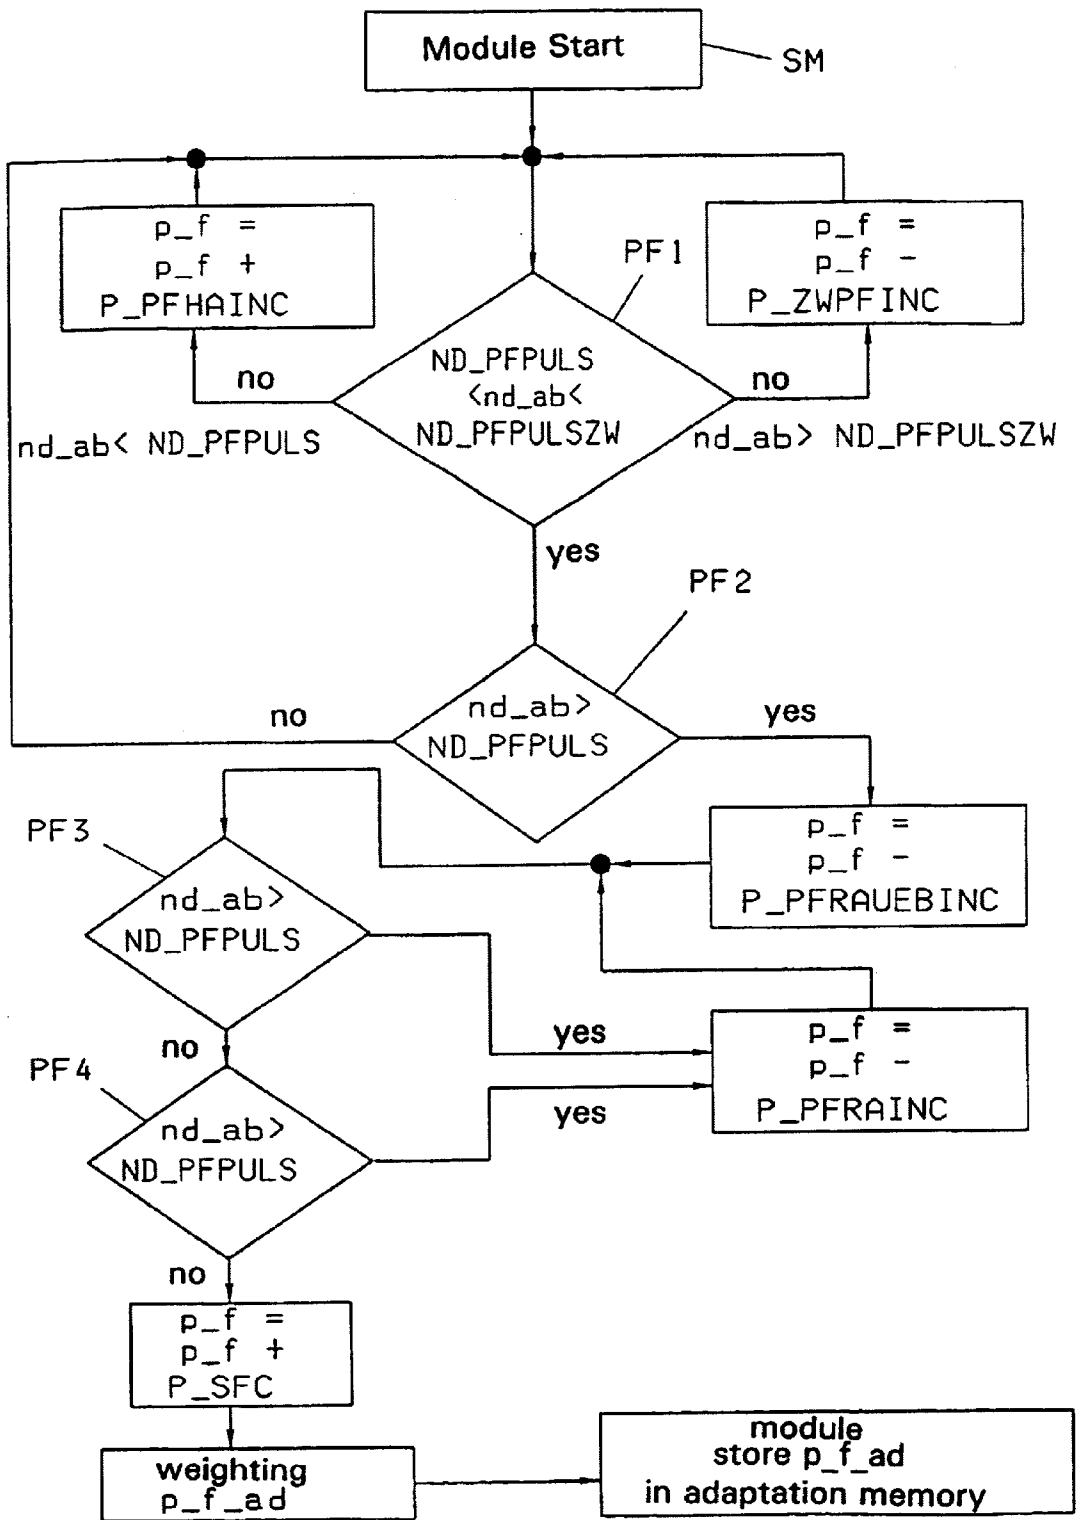 Module Start
SM
p_f =
p_f +
P_PFHAINC
PF1
p_f =
p_f -
P_ZWPFINC
ND_PFPULS
<nd_ab<
ND_PFPULSZW
no
no
nd_ab< ND_PFPULS
nd_ab> ND_PFPULSZW
yes
PF2
nd_ab>
ND_PFPULS
no
yes
p_f =
p_f -
P_PFRAUEBINC
PF3
nd_ab>
ND_PFPULS
yes
no
p_f =
p_f -
P_PFRAINC
PF4
nd_ab>
ND_PFPULS
yes
no
p_f =
p_f +
P_SFC
weighting
p_f_ad
module
store p_f_ad
in adaptation memory